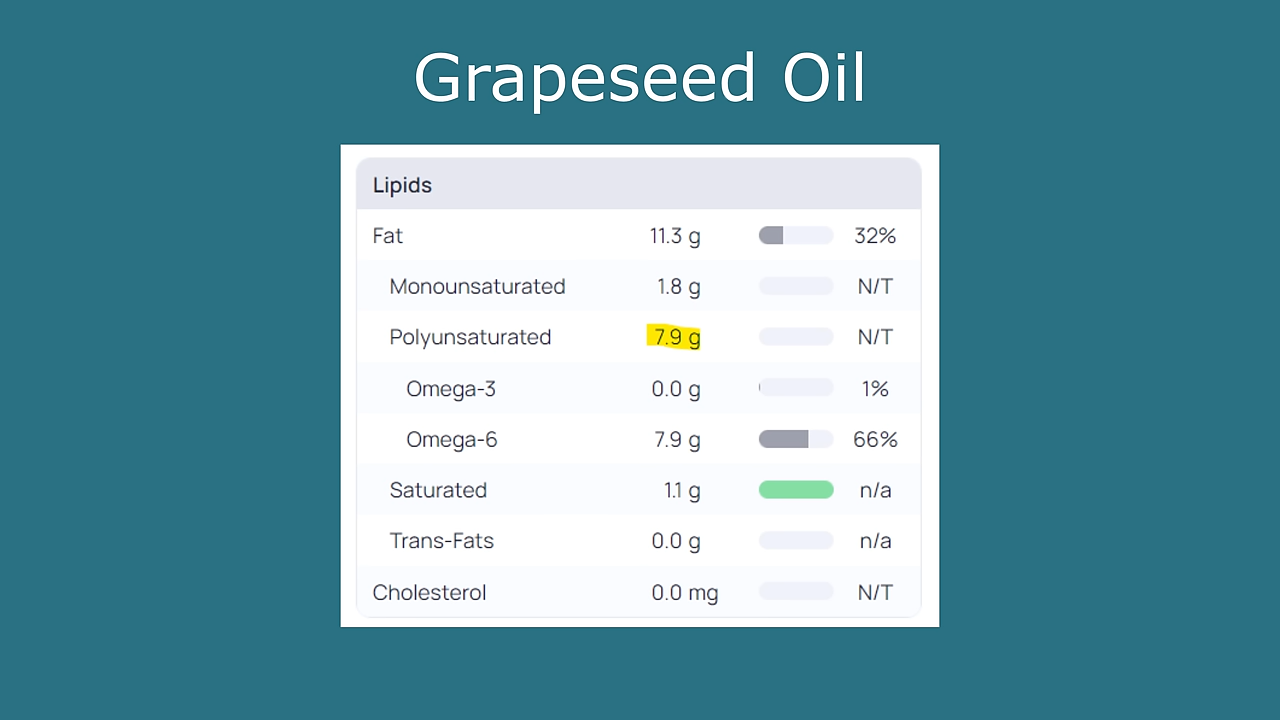 Grapeseed Oil
Lipids
Fat 11.3 g 32%
Monounsaturated 1.8 g N/T
Polyunsaturated 7.9 g N/T
Omega-3 0.0 g 1%
Omega-6 7.9 g 66%
Saturated 1.1 g n/a
Trans-Fats 0.0 g n/a
Cholesterol 0.0 mg N/T